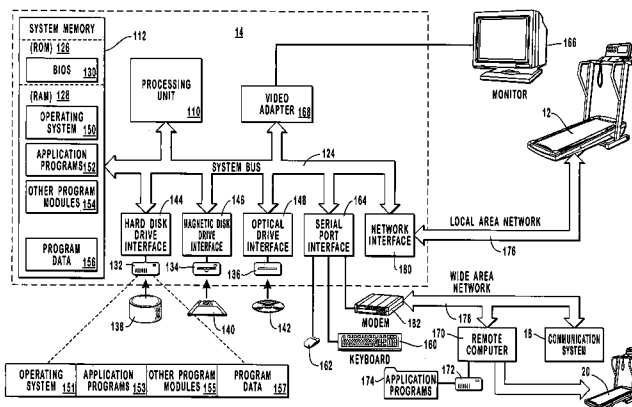 SYSTEM MEMORY
112
14
(ROM) 126
BIOS 130
(RAM) 128
OPERATING SYSTEM 150
APPLICATION PROGRAMS 152
OTHER PROGRAM MODULES 154
PROGRAM DATA 156
PROCESSING UNIT 110
VIDEO ADAPTER 168
MONITOR
166
12
SYSTEM BUS
124
144
HARD DISK DRIVE INTERFACE
146
MAGNETIC DISK DRIVE INTERFACE
148
OPTICAL DRIVE INTERFACE
164
SERIAL PORT INTERFACE
NETWORK INTERFACE
180
LOCAL AREA NETWORK
176
132
134
136
138
140
142
WIDE AREA NETWORK
178
MODEM
182
KEYBOARD
160
162
170
REMOTE COMPUTER
18
COMMUNICATION SYSTEM
172
174
APPLICATION PROGRAMS
20
OPERATING SYSTEM 151
APPLICATION PROGRAMS 153
OTHER PROGRAM MODULES 155
PROGRAM DATA 157